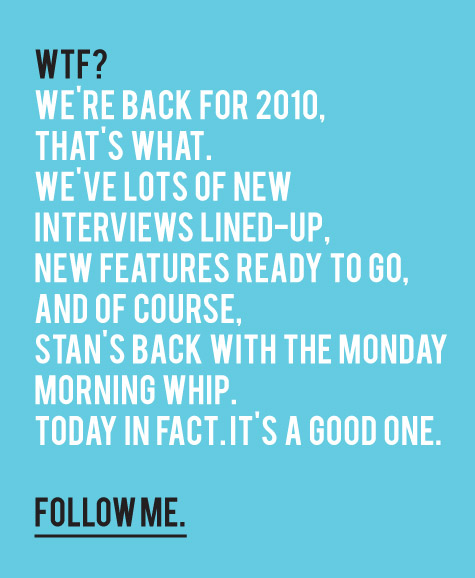 WTF?
WE'RE BACK FOR 2010,
THAT'S WHAT.
WE'VE LOTS OF NEW
INTERVIEWS LINED-UP,
NEW FEATURES READY TO GO,
AND OF COURSE,
STAN'S BACK WITH THE MONDAY
MORNING WHIP.
TODAY IN FACT. IT'S A GOOD ONE.
FOLLOW ME.